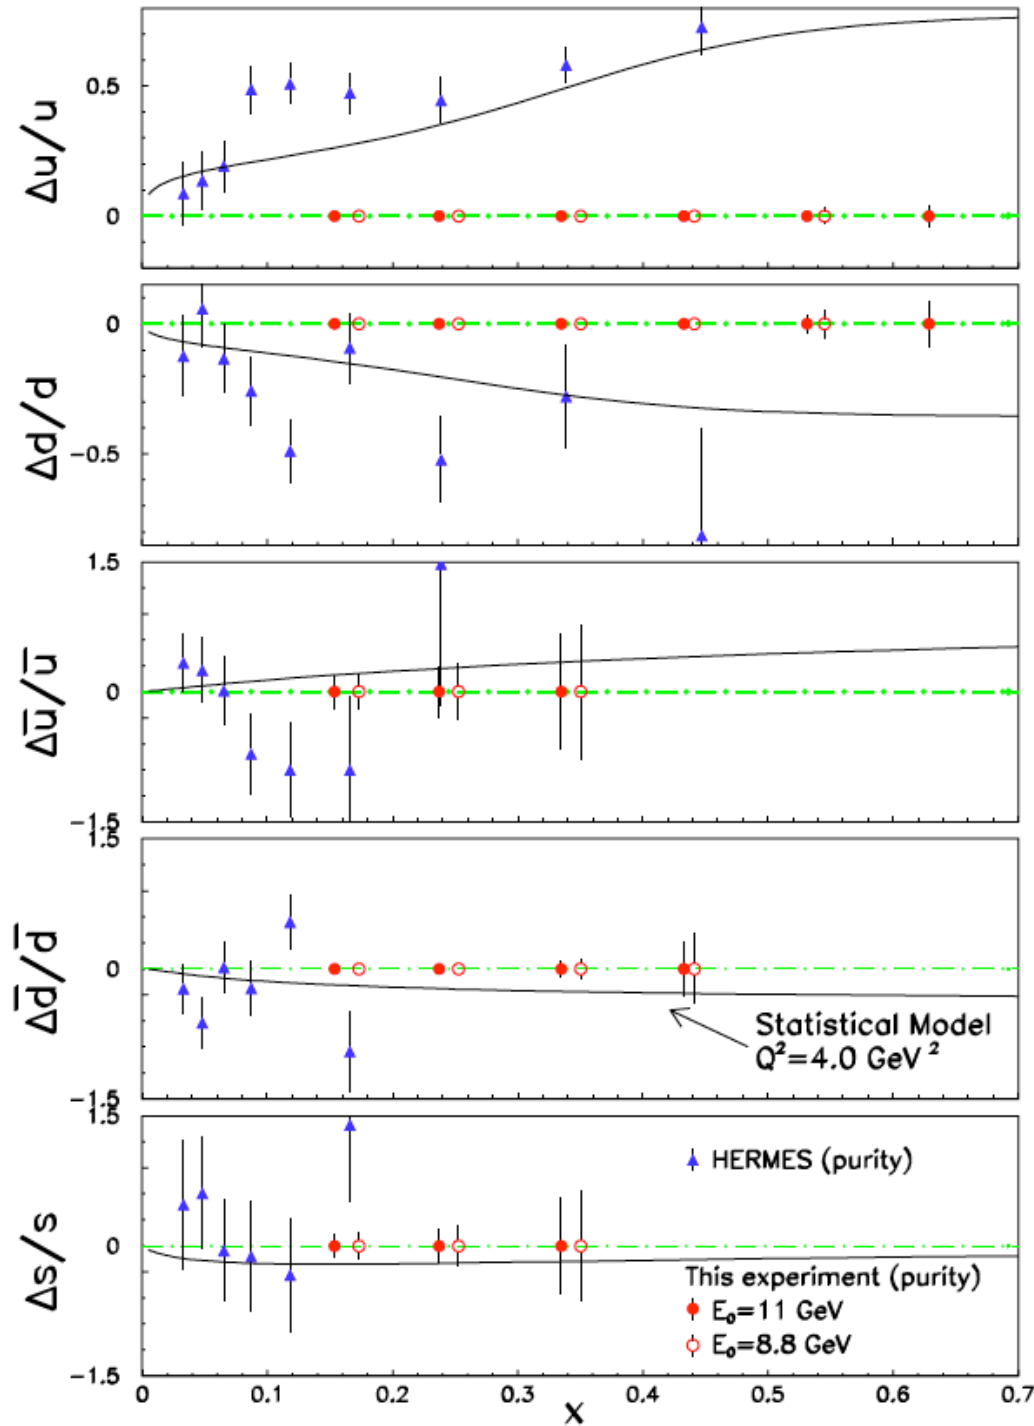 Δu/u
0.5
0
Δd/d
0
-0.5
Δū/ū
1.5
0
-1.5
Δd̄/d̄
1.5
0
-1.5
Statistical Model
Q²=4.0 GeV²
Δs/s
1.5
0
-1.5
HERMES (purity)
This experiment (purity)
E₀=11 GeV
E₀=8.8 GeV
0 0.1 0.2 0.3 0.4 0.5 0.6 0.7
x